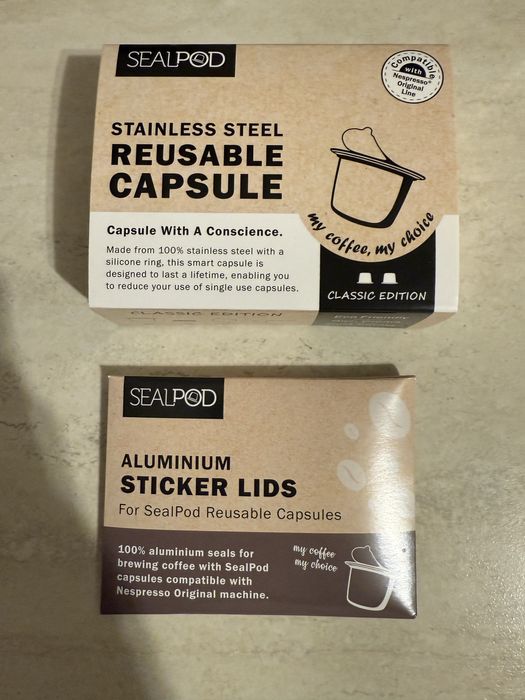 SEALPOD
Compatible
with
Nespresso®
Original
Line
STAINLESS STEEL
REUSABLE
CAPSULE
my coffee, my choice
Capsule With A Conscience.
Made from 100% stainless steel with a
silicone ring, this smart capsule is
designed to last a lifetime, enabling you
to reduce your use of single use capsules.
CLASSIC EDITION
CLASSIC EDITION
SEALPOD
ALUMINIUM
STICKER LIDS
For SealPod Reusable Capsules
100% aluminium seals for
brewing coffee with SealPod
capsules compatible with
Nespresso Original machine.
my coffee
my choice